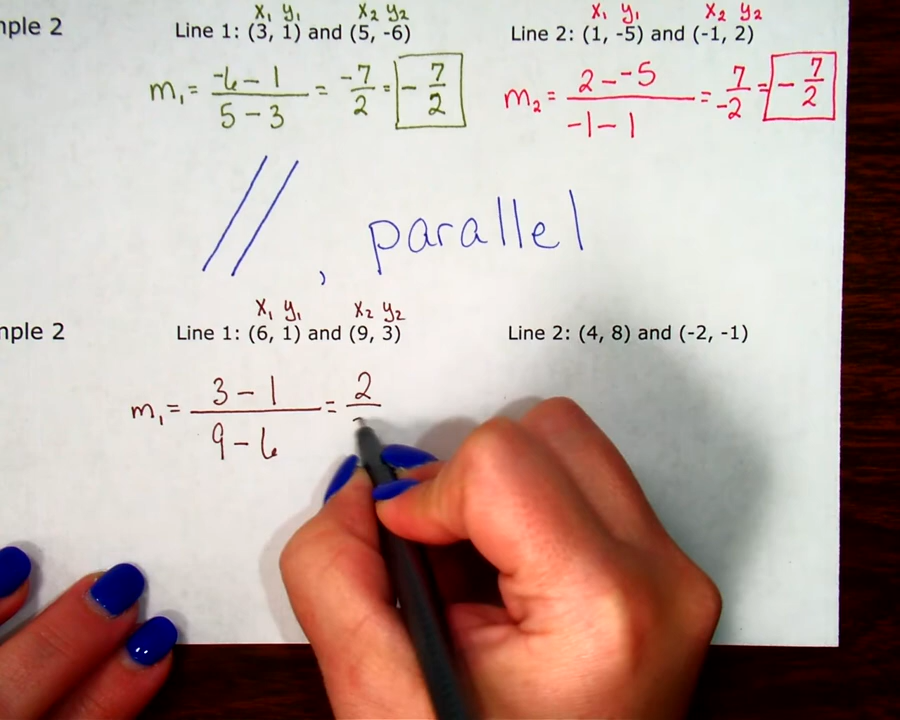 x₁ y₁ x₂ y₂ x₁ y₁ x₂ y₂
mple 2 Line 1: (3, 1) and (5, -6) Line 2: (1, -5) and (-1, 2)
m₁ = (-6 - 1)/(5 - 3) = -7/2 = -7/2 m₂ = (2 - -5)/(-1 - 1) = 7/-2 = -7/2
//, parallel
x₁ y₁ x₂ y₂
mple 2 Line 1: (6, 1) and (9, 3) Line 2: (4, 8) and (-2, -1)
m₁ = (3 - 1)/(9 - 6) = 2/